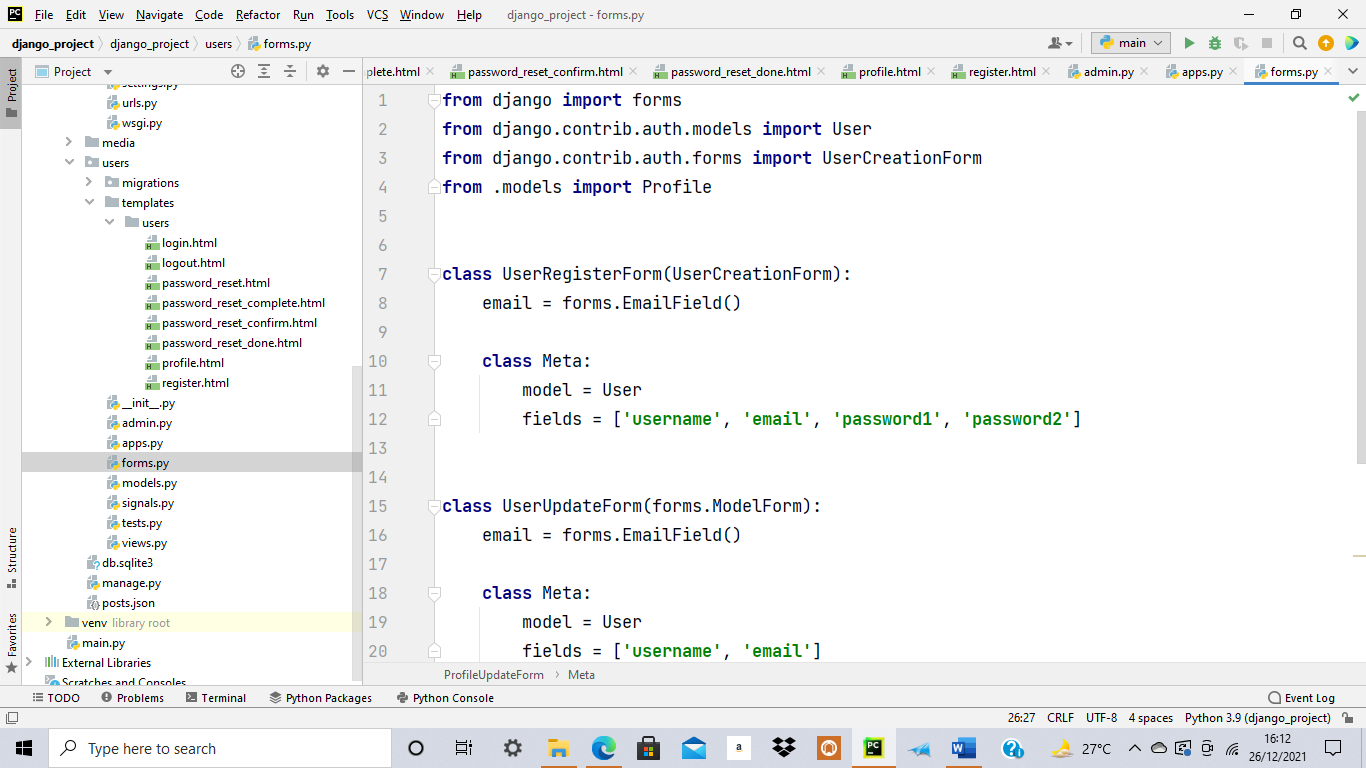 File Edit View Navigate Code Refactor Run Tools VCS Window Help django_project - forms.py
django_project django_project users forms.py main
Project plete.html password_reset_confirm.html password_reset_done.html profile.html register.html admin.py apps.py forms.py
Project
Structure
Favorites
settings.py
urls.py
wsgi.py
media
users
migrations
templates
users
login.html
logout.html
password_reset.html
password_reset_complete.html
password_reset_confirm.html
password_reset_done.html
profile.html
register.html
__init__.py
admin.py
apps.py
forms.py
models.py
signals.py
tests.py
views.py
db.sqlite3
manage.py
posts.json
venv library root
main.py
External Libraries
Scratches and Consoles
1 from django import forms
2 from django.contrib.auth.models import User
3 from django.contrib.auth.forms import UserCreationForm
4 from .models import Profile
5
6
7 class UserRegisterForm(UserCreationForm):
8 email = forms.EmailField()
9
10 class Meta:
11 model = User
12 fields = ['username', 'email', 'password1', 'password2']
13
14
15 class UserUpdateForm(forms.ModelForm):
16 email = forms.EmailField()
17
18 class Meta:
19 model = User
20 fields = ['username', 'email']
ProfileUpdateForm Meta
TODO Problems Terminal Python Packages Python Console Event Log
26:27 CRLF UTF-8 4 spaces Python 3.9 (django_project)
Type here to search 27°C 16:12
26/12/2021